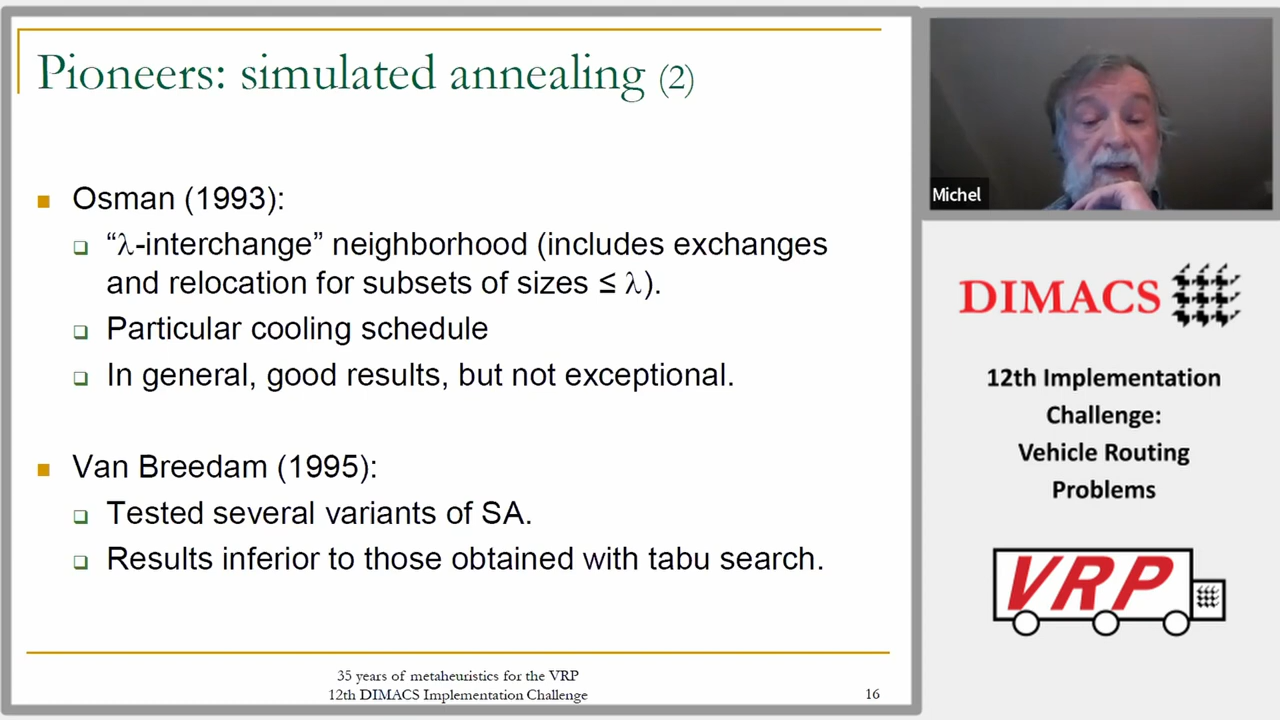 Pioneers: simulated annealing (2)
■ Osman (1993):
❑ “λ-interchange” neighborhood (includes exchanges
and relocation for subsets of sizes ≤ λ).
❑ Particular cooling schedule
❑ In general, good results, but not exceptional.
■ Van Breedam (1995):
❑ Tested several variants of SA.
❑ Results inferior to those obtained with tabu search.
35 years of metaheuristics for the VRP
12th DIMACS Implementation Challenge
16
Michel
DIMACS
12th Implementation
Challenge:
Vehicle Routing
Problems
VRP